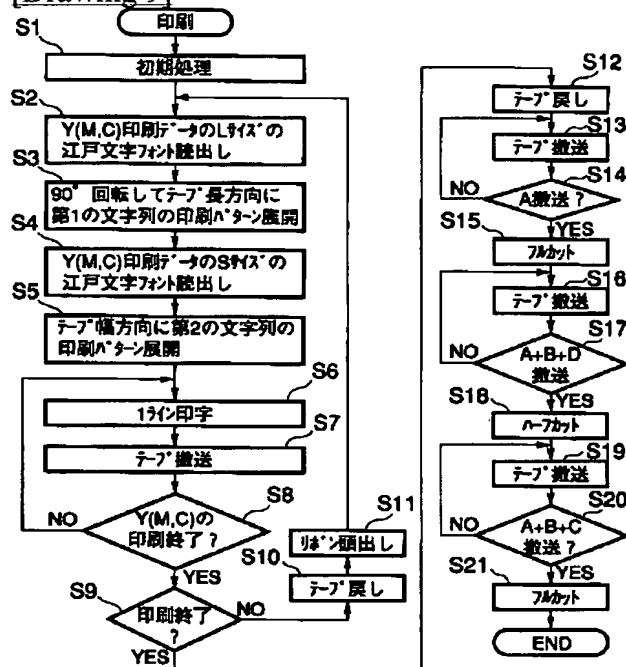 [Drawing 9]
印刷
S1
初期処理
S2
Y(M,C)印刷ﾃﾞｰﾀのLｻｲｽﾞの
江戸文字フォント読出し
S3
90°回転してﾃｰﾌﾟ長方向に
第1の文字列の印刷ﾊﾟﾀｰﾝ展開
S4
Y(M,C)印刷ﾃﾞｰﾀのSｻｲｽﾞの
江戸文字フォント読出し
S5
ﾃｰﾌﾟ幅方向に第2の文字列の
印刷ﾊﾟﾀｰﾝ展開
S6
1ライン印字
S7
ﾃｰﾌﾟ搬送
S8
Y(M,C)の
印刷終了?
NO
YES
S9
印刷終了
?
NO
YES
S10
ﾃｰﾌﾟ戻し
S11
ﾘﾎﾞﾝ頭出し
S12
ﾃｰﾌﾟ戻し
S13
ﾃｰﾌﾟ搬送
S14
A搬送?
NO
YES
S15
フルカット
S16
ﾃｰﾌﾟ搬送
S17
A+B+D
搬送
NO
YES
S18
ハーフカット
S19
ﾃｰﾌﾟ搬送
S20
A+B+C
搬送?
NO
YES
S21
フルカット
END